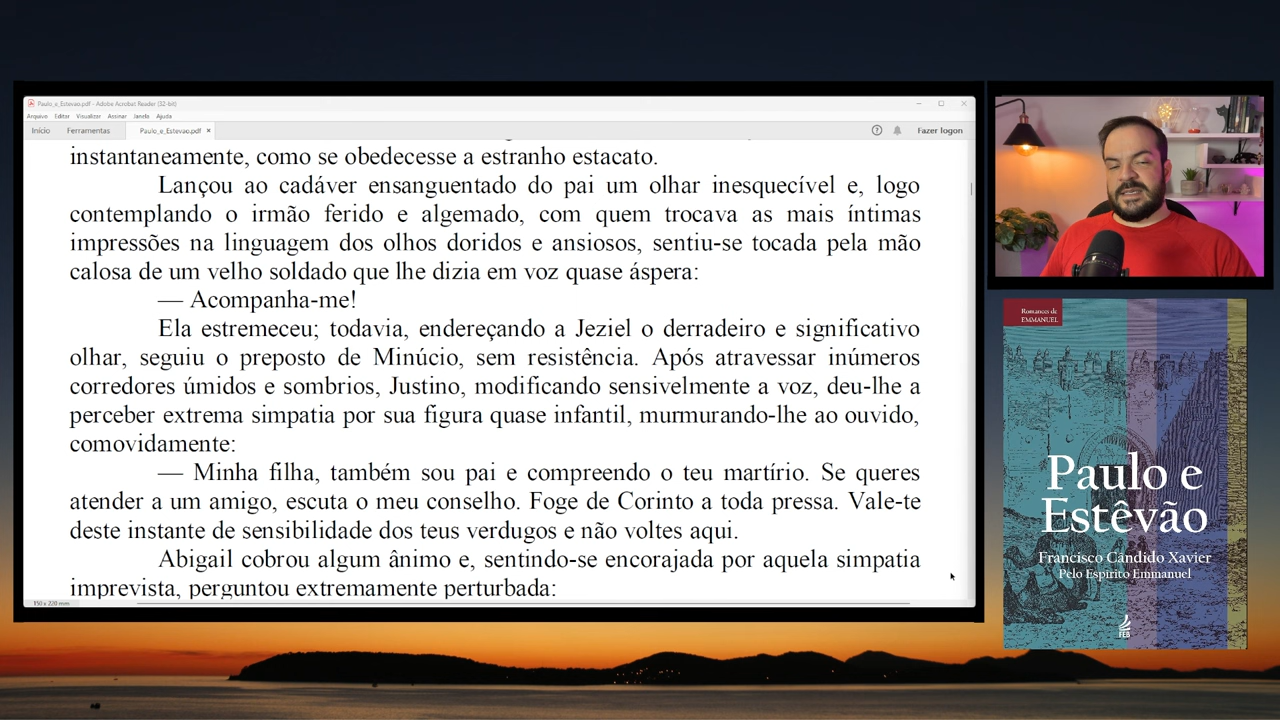 Paulo_e_Estevao.pdf - Adobe Acrobat Reader (32-bit)
Arquivo Editar Visualizar Assinar Janela Ajuda
Início Ferramentas Paulo_e_Estevao.pdf × Fazer logon
instantaneamente, como se obedecesse a estranho estacato.
Lançou ao cadáver ensanguentado do pai um olhar inesquecível e, logo
contemplando o irmão ferido e algemado, com quem trocava as mais íntimas
impressões na linguagem dos olhos doridos e ansiosos, sentiu-se tocada pela mão
calosa de um velho soldado que lhe dizia em voz quase áspera:
— Acompanha-me!
Ela estremeceu; todavia, endereçando a Jeziel o derradeiro e significativo
olhar, seguiu o preposto de Minúcio, sem resistência. Após atravessar inúmeros
corredores úmidos e sombrios, Justino, modificando sensivelmente a voz, deu-lhe a
perceber extrema simpatia por sua figura quase infantil, murmurando-lhe ao ouvido,
comovidamente:
— Minha filha, também sou pai e compreendo o teu martírio. Se queres
atender a um amigo, escuta o meu conselho. Foge de Corinto a toda pressa. Vale-te
deste instante de sensibilidade dos teus verdugos e não voltes aqui.
Abigail cobrou algum ânimo e, sentindo-se encorajada por aquela simpatia
imprevista, perguntou extremamente perturbada:
150 x 220 mm
Romances de
EMMANUEL
Paulo e
Estêvão
Francisco Cândido Xavier
Pelo Espírito Emmanuel
FEB